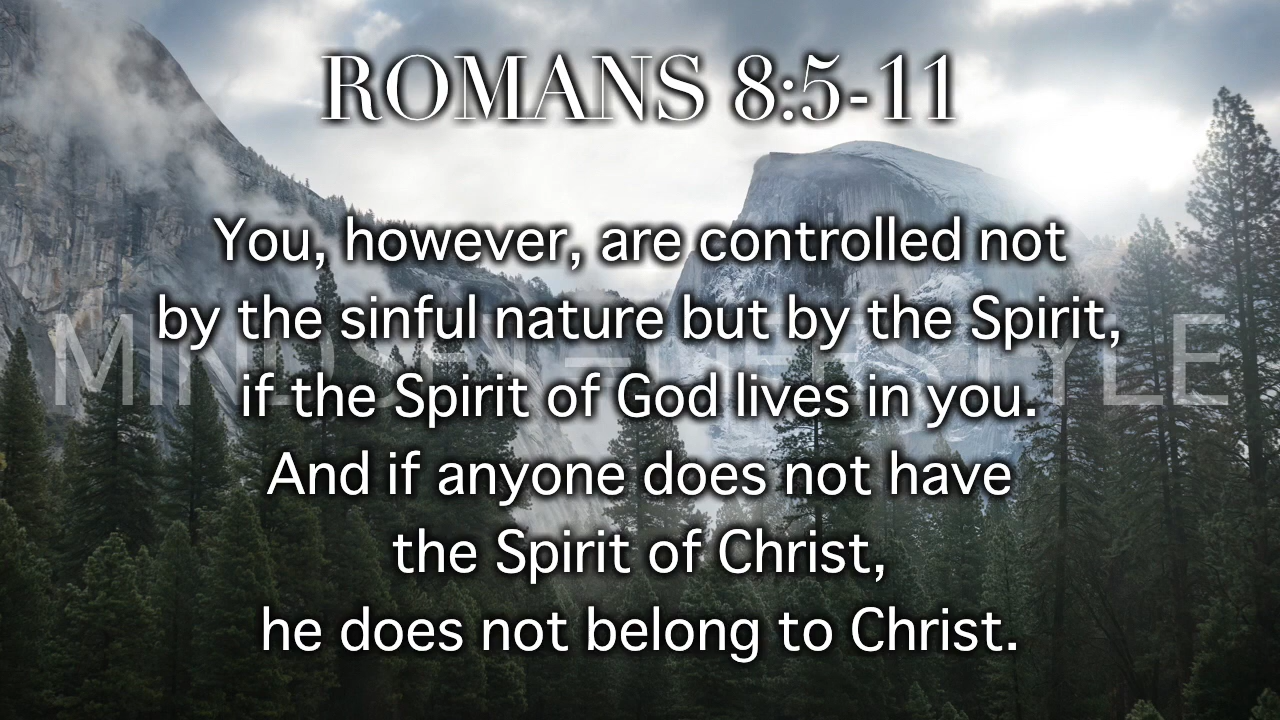 ROMANS 8:5-11
You, however, are controlled not
by the sinful nature but by the Spirit,
MINDSET = LIFESTYLE
if the Spirit of God lives in you.
And if anyone does not have
the Spirit of Christ,
he does not belong to Christ.